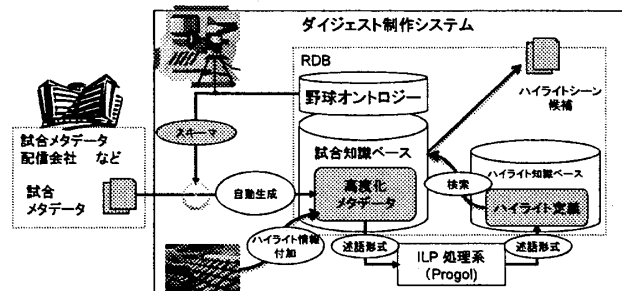 ダイジェスト制作システム
RDB
野球オントロジー
ハイライトシーン
候補
スキーマ
試合メタデータ
配信会社 など
試合
メタデータ
自動生成
試合知識ベース
高度化
メタデータ
検索
ハイライト知識ベース
ハイライト定義
ハイライト情報
付加
述語形式
ILP 処理系
(Progol)
述語形式